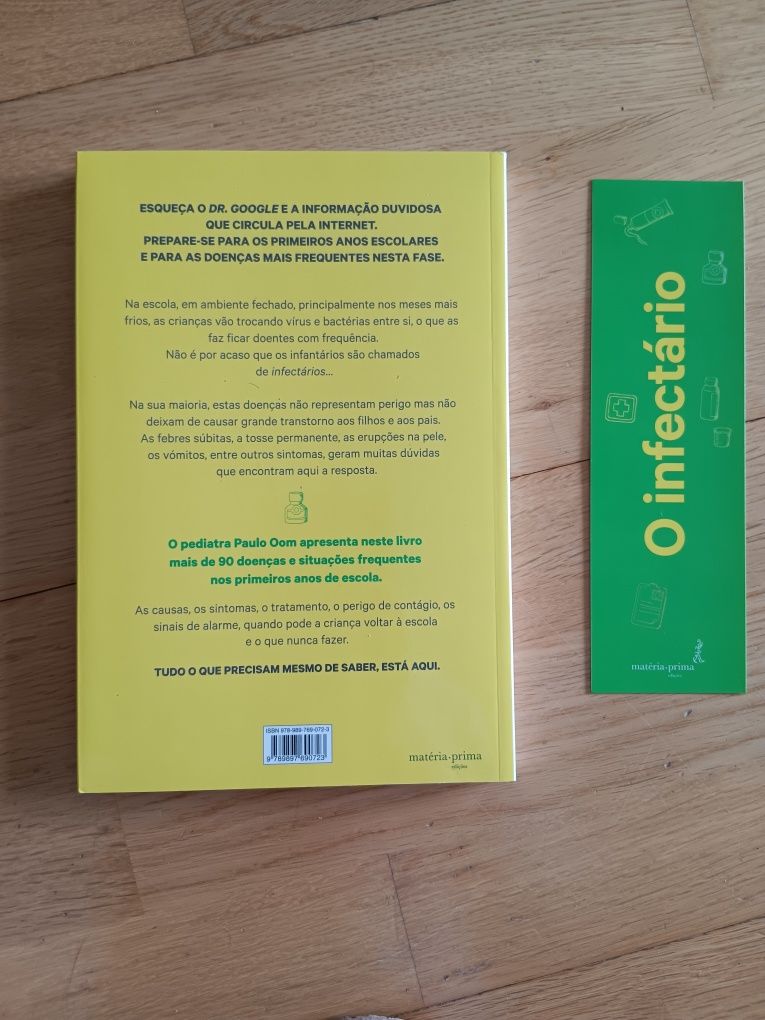 ESQUEÇA O DR. GOOGLE E A INFORMAÇÃO DUVIDOSA
QUE CIRCULA PELA INTERNET.
PREPARE-SE PARA OS PRIMEIROS ANOS ESCOLARES
E PARA AS DOENÇAS MAIS FREQUENTES NESTA FASE.
Na escola, em ambiente fechado, principalmente nos meses mais
frios, as crianças vão trocando vírus e bactérias entre si, o que as
faz ficar doentes com frequência.
Não é por acaso que os infantários são chamados
de infectários...
Na sua maioria, estas doenças não representam perigo mas não
deixam de causar grande transtorno aos filhos e aos pais.
As febres súbitas, a tosse permanente, as erupções na pele,
os vómitos, entre outros sintomas, geram muitas dúvidas
que encontram aqui a resposta.
O pediatra Paulo Oom apresenta neste livro
mais de 90 doenças e situações frequentes
nos primeiros anos de escola.
As causas, os sintomas, o tratamento, o perigo de contágio, os
sinais de alarme, quando pode a criança voltar à escola
e o que nunca fazer.
TUDO O QUE PRECISAM MESMO DE SABER, ESTÁ AQUI.
ISBN 978-989-769-072-3
9 789897 690723
matéria-prima
edições
O infectário
matéria-prima
edições